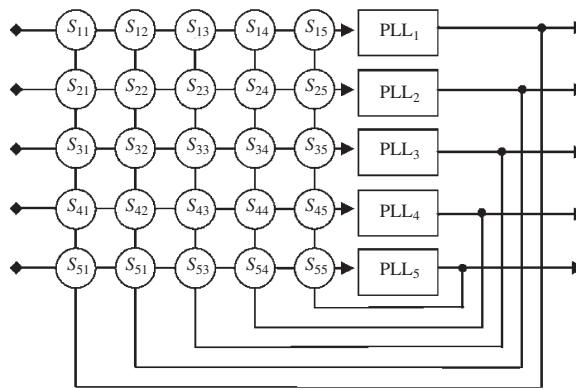 S11 S12 S13 S14 S15 PLL1
S21 S22 S23 S24 S25 PLL2
S31 S32 S33 S34 S35 PLL3
S41 S42 S43 S44 S45 PLL4
S51 S51 S53 S54 S55 PLL5